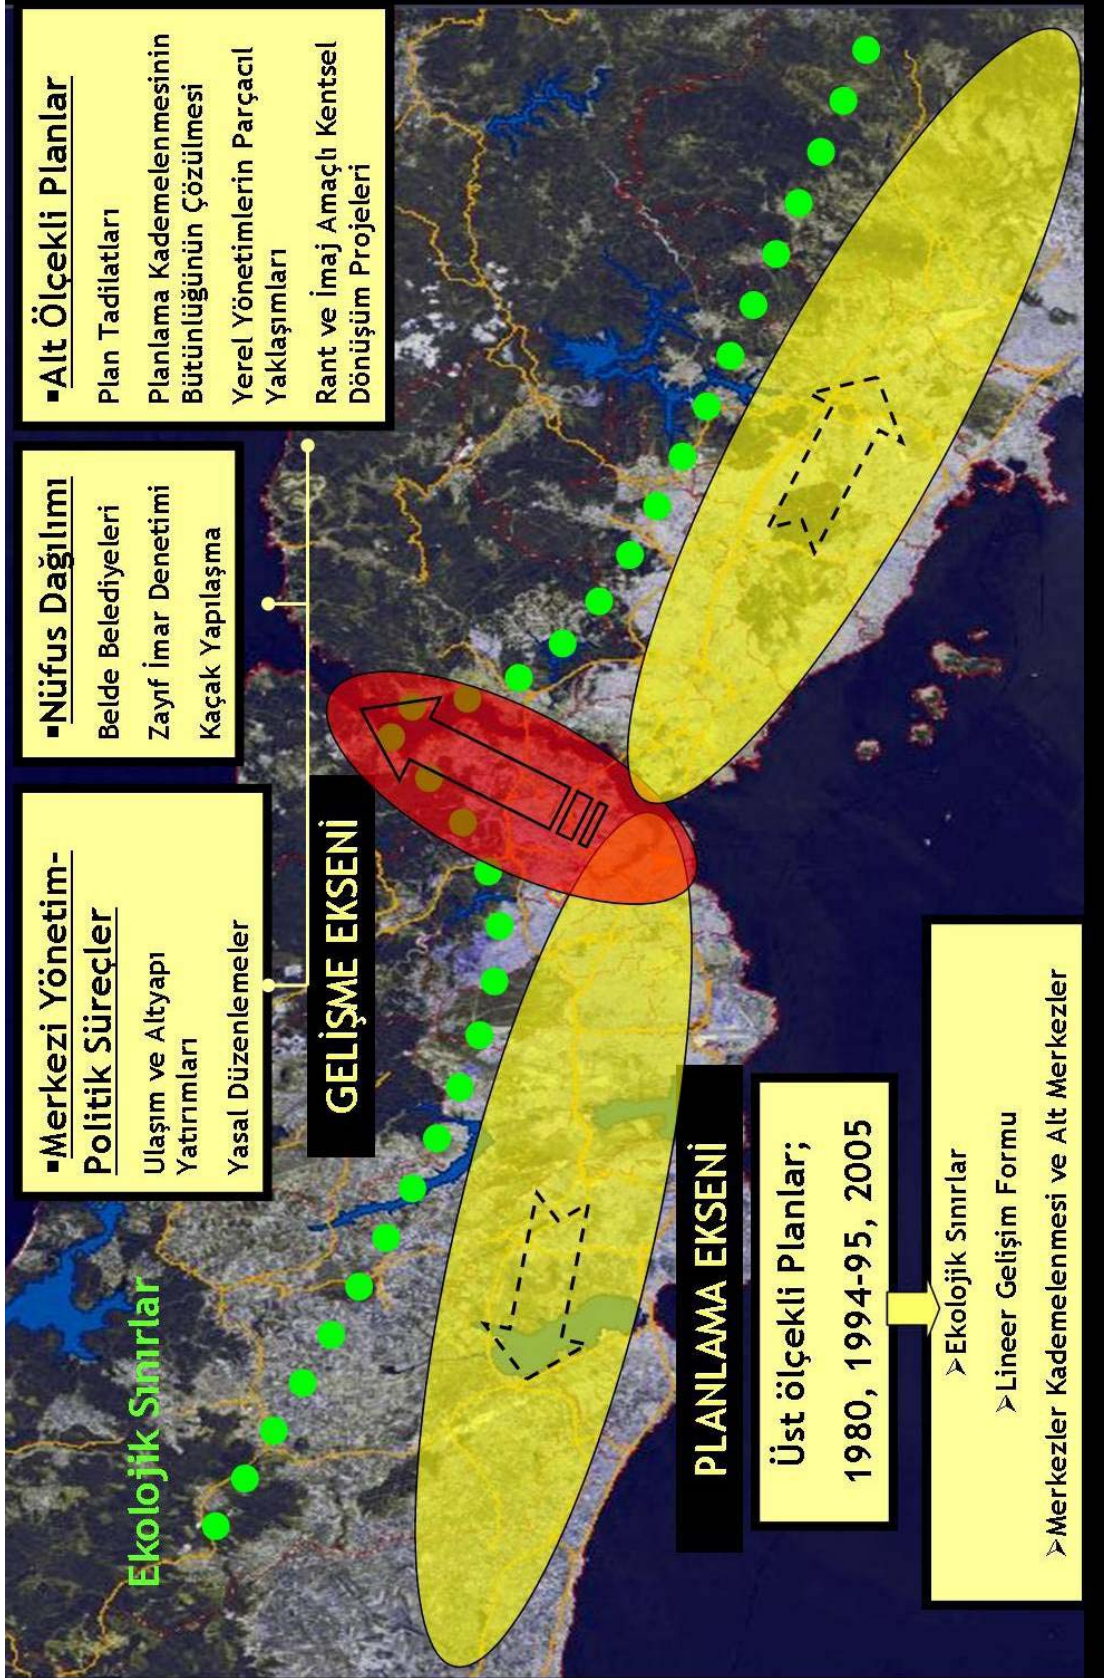 ▪Merkezi Yönetim-
Politik Süreçler
Ulaşım ve Altyapı
Yatırımları
Yasal Düzenlemeler
▪Nüfus Dağılımı
Belde Belediyeleri
Zayıf İmar Denetimi
Kaçak Yapılaşma
▪Alt Ölçekli Planlar
Plan Tadilatları
Planlama Kademelenmesinin
Bütünlüğünün Çözülmesi
Yerel Yönetimlerin Parçacıl
Yaklaşımları
Rant ve İmaj Amaçlı Kentsel
Dönüşüm Projeleri
Ekolojik Sınırlar
GELİŞME EKSENİ
PLANLAMA EKSENİ
Üst ölçekli Planlar;
1980, 1994-95, 2005
➢Ekolojik Sınırlar
➢Lineer Gelişim Formu
➢Merkezler Kademelenmesi ve Alt Merkezler